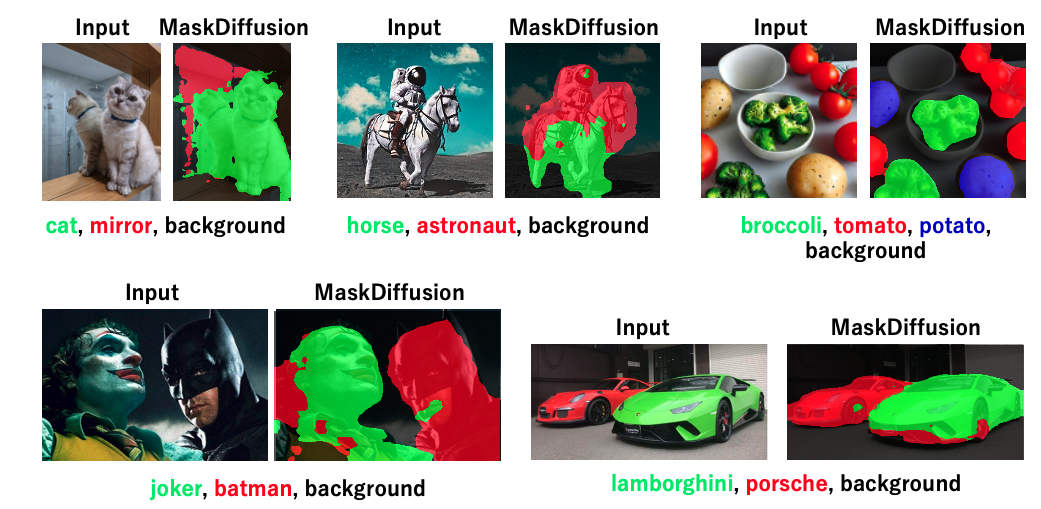 Input
MaskDiffusion
Input
MaskDiffusion
Input
MaskDiffusion
cat, mirror, background
horse, astronaut, background
broccoli, tomato, potato,
background
Input
MaskDiffusion
Input
MaskDiffusion
joker, batman, background
lamborghini, porsche, background